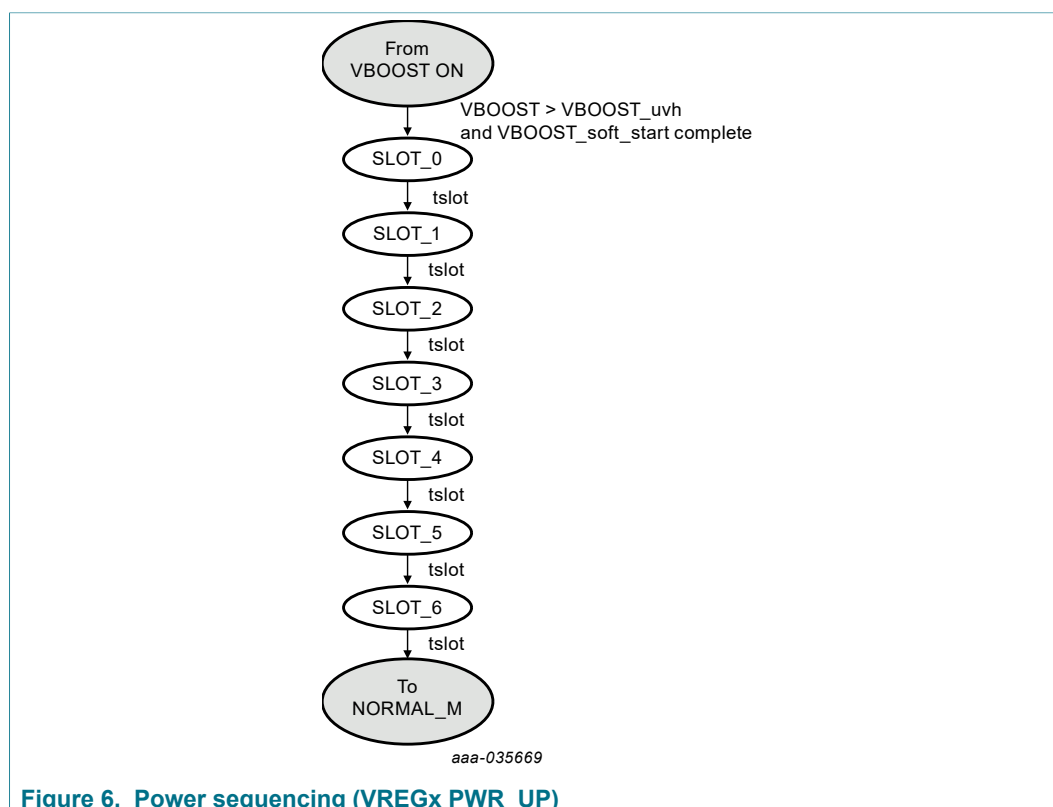 From
VBOOST ON
VBOOST > VBOOST_uvh
and VBOOST_soft_start complete
SLOT_0
tslot
SLOT_1
tslot
SLOT_2
tslot
SLOT_3
tslot
SLOT_4
tslot
SLOT_5
tslot
SLOT_6
tslot
To
NORMAL_M
aaa-035669
Figure 6. Power sequencing (VREGx PWR_UP)